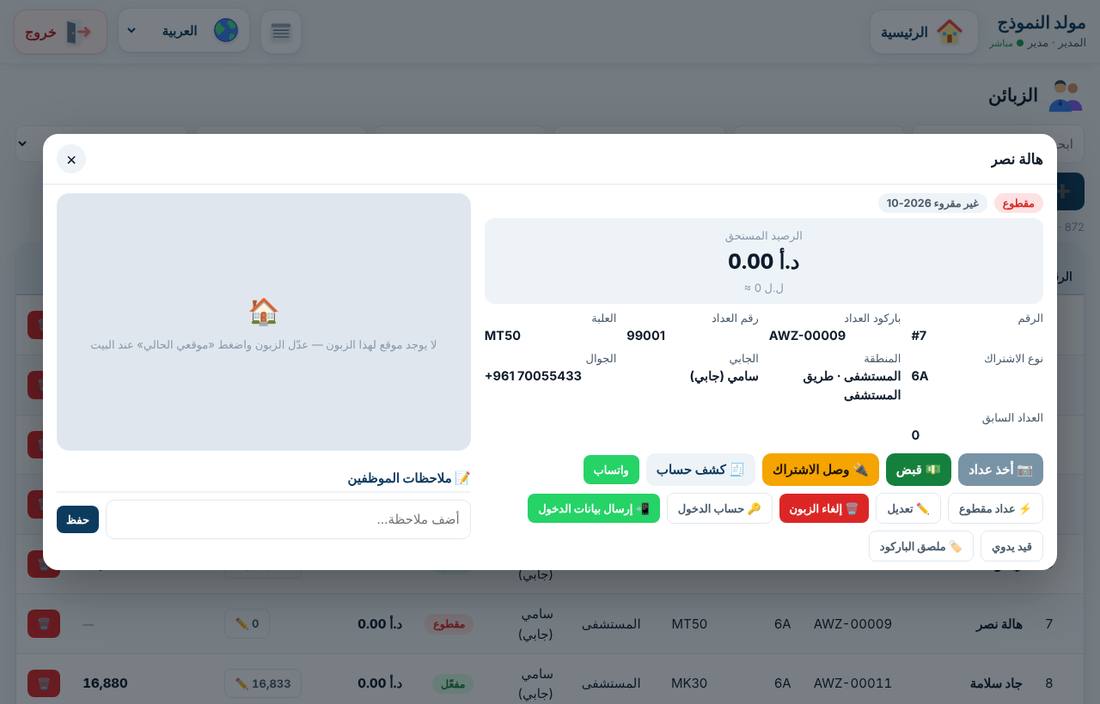 مولد النموذج
المدير · مدير ● مباشر
الرئيسية
العربية
خروج
الزبائن
872 ·
هالة نصر
×
مقطوع
غير مقروء 2026-10
الرصيد المستحق
د.أ 0.00
ل.ل 0 ≈
الرقم
#7
باركود العداد
AWZ-00009
رقم العداد
99001
العلبة
MT50
نوع الاشتراك
6A
المنطقة
المستشفى · طريق المستشفى
الجابي
سامي (جابي)
الجوال
+961 70055433
العداد السابق
0
📷 أخذ عداد
💵 قبض
🔌 وصل الاشتراك
🧾 كشف حساب
واتساب
⚡ عداد مقطوع
✏️ تعديل
🗑️ إلغاء الزبون
🔑 حساب الدخول
📲 إرسال بيانات الدخول
قيد يدوي
🏷️ ملصق الباركود
لا يوجد موقع لهذا الزبون — عدّل الزبون واضغط «موقعي الحالي» عند البيت
📝 ملاحظات الموظفين
أضف ملاحظة...
حفظ
(جابي)
7
هالة نصر
AWZ-00009
6A
MT50
المستشفى
سامي (جابي)
مقطوع
د.أ 0.00
✏️ 0
—
8
جاد سلامة
AWZ-00011
6A
MK30
المستشفى
سامي (جابي)
مفعّل
د.أ 0.00
✏️ 16,833
16,880